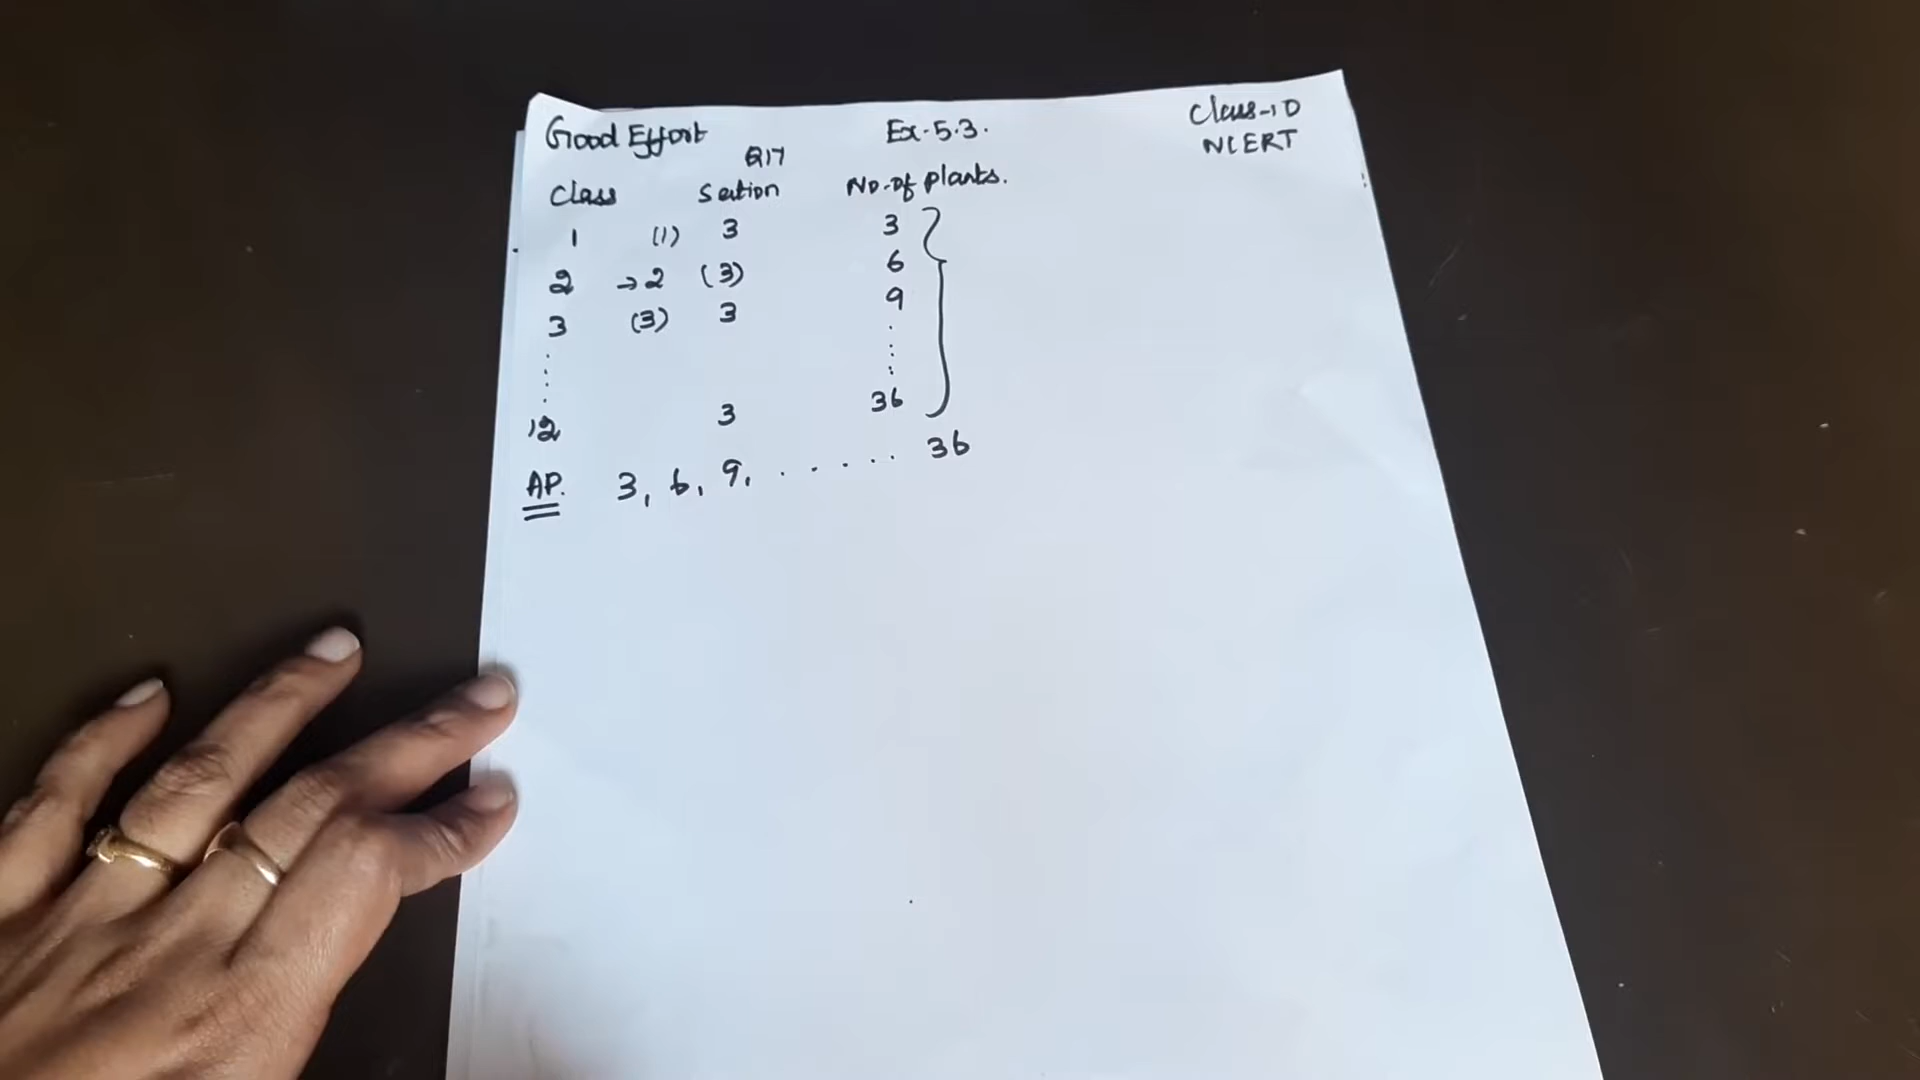 Good Effort Ex-5.3. Class-10
NCERT
Q17
Class Section No. of plants.
1 (1) 3 3
2 →2 (3) 6
3 (3) 3 9
12 3 36
AP. 3, 6, 9, ...... 36